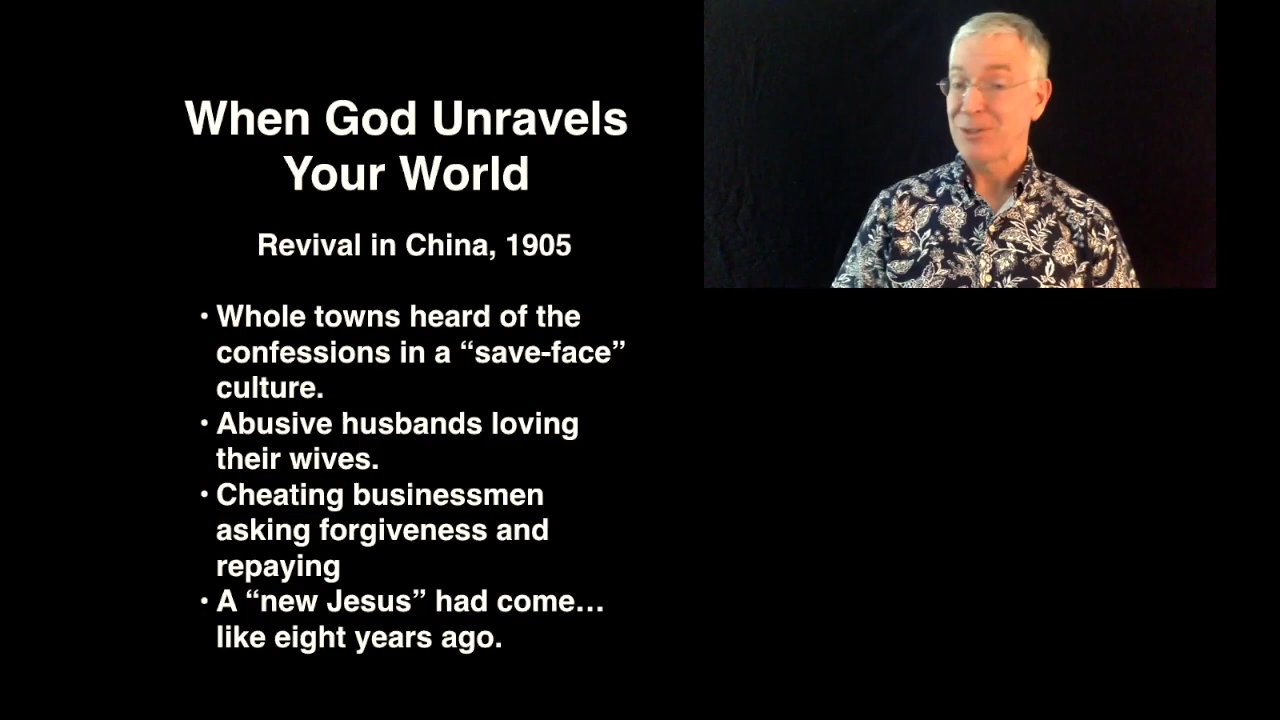 When God Unravels
Your World
Revival in China, 1905
• Whole towns heard of the
confessions in a “save-face”
culture.
• Abusive husbands loving
their wives.
• Cheating businessmen
asking forgiveness and
repaying
• A “new Jesus” had come…
like eight years ago.